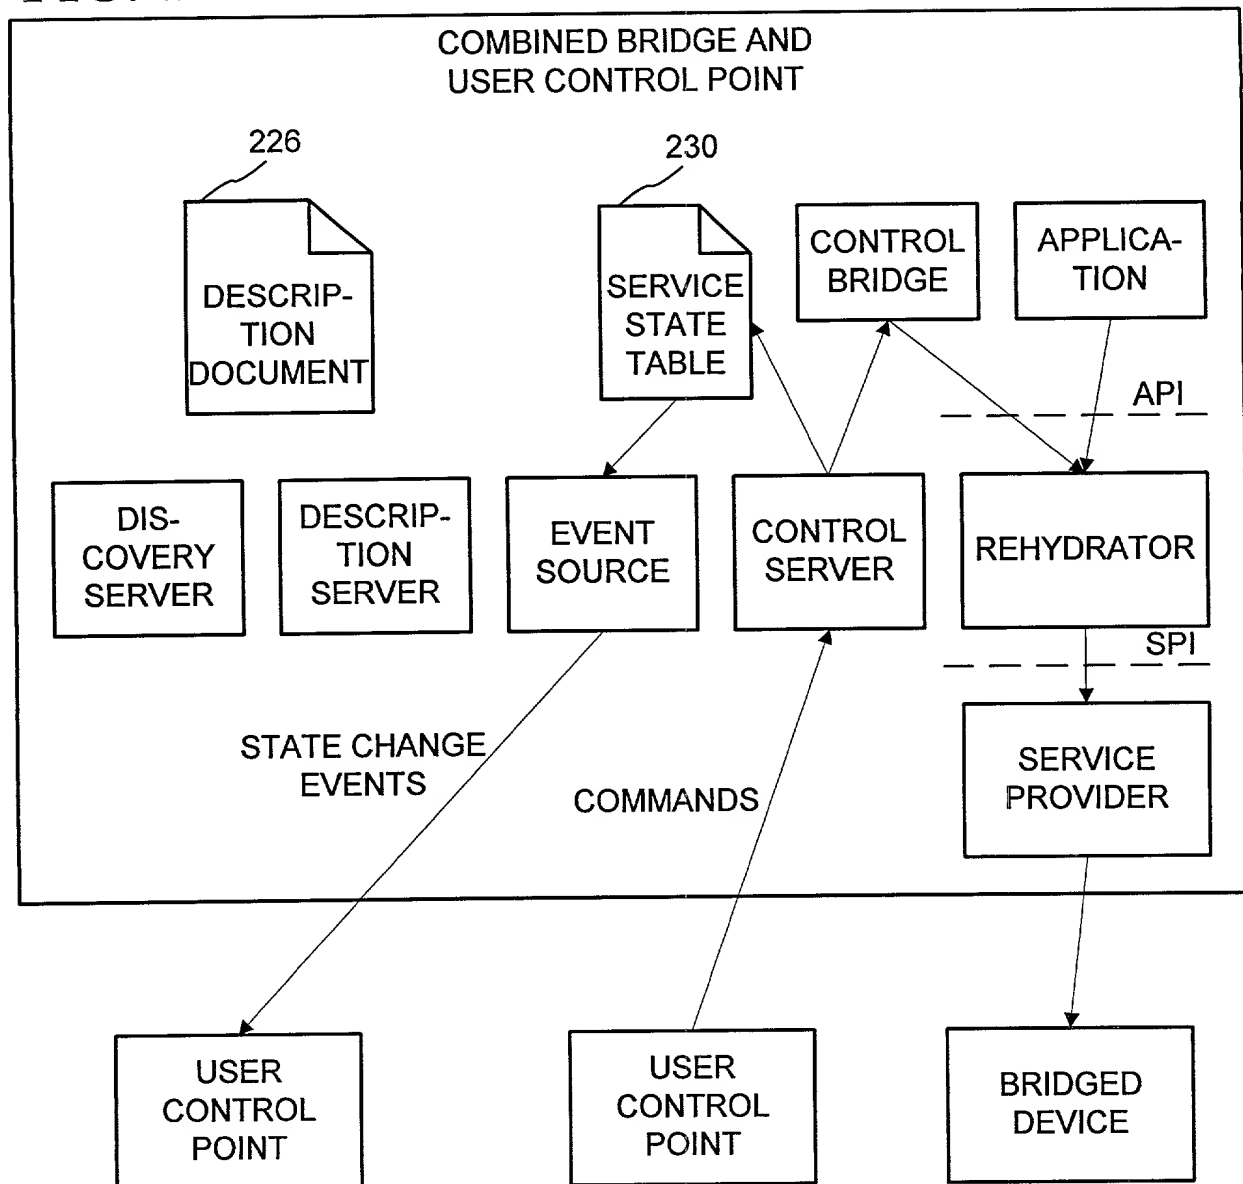 COMBINED BRIDGE AND
USER CONTROL POINT
226
230
DESCRIP-
TION
DOCUMENT
SERVICE
STATE
TABLE
CONTROL
BRIDGE
APPLICA-
TION
API
DIS-
COVERY
SERVER
DESCRIP-
TION
SERVER
EVENT
SOURCE
CONTROL
SERVER
REHYDRATOR
SPI
STATE CHANGE
EVENTS
COMMANDS
SERVICE
PROVIDER
USER
CONTROL
POINT
USER
CONTROL
POINT
BRIDGED
DEVICE